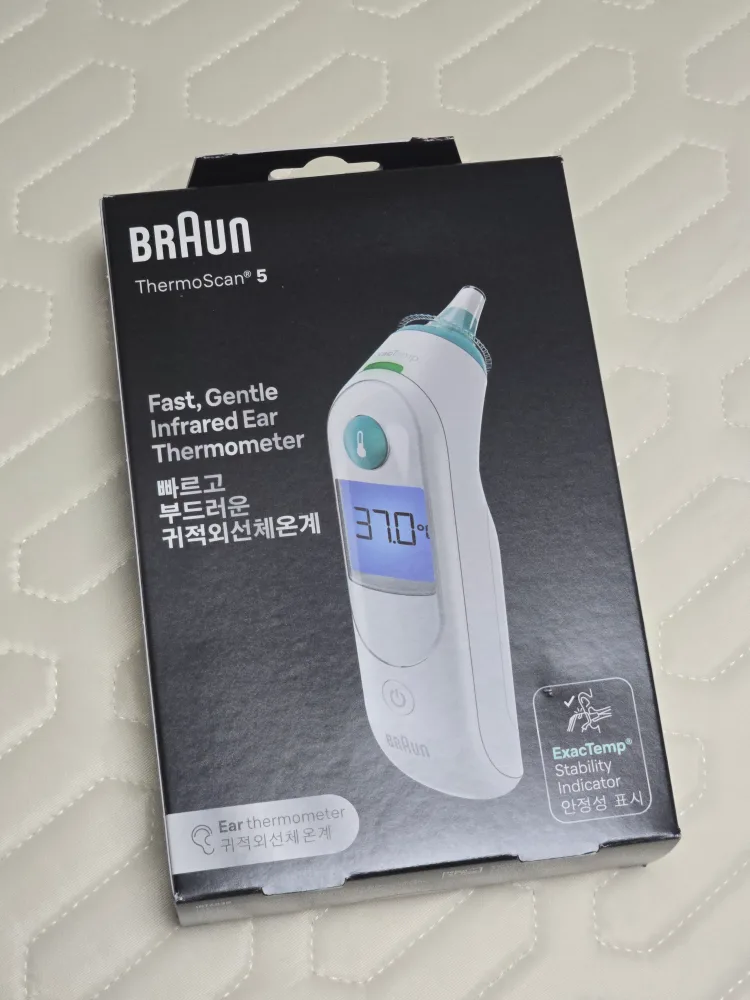 BRAUN
ThermoScan® 5
Fast, Gentle
Infrared Ear
Thermometer
빠르고
부드러운
귀적외선체온계
ExacTemp
37.0°C
BRAUN
ExacTemp®
Stability
Indicator
안정성 표시
Ear thermometer
귀적외선체온계